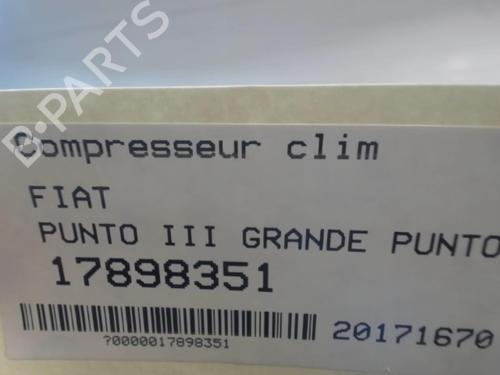 B-PARTS
Compresseur clim
FIAT
PUNTO III GRANDE PUNTO
17898351
20171670
?0000017898351